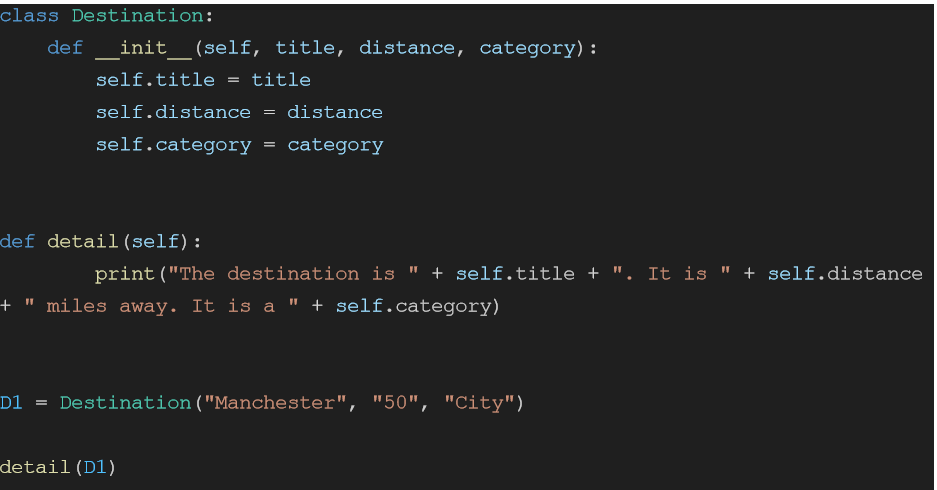 class Destination:
    def __init__(self, title, distance, category):
        self.title = title
        self.distance = distance
        self.category = category
def detail(self):
        print("The destination is " + self.title + ". It is " + self.distance
+ " miles away. It is a " + self.category)
D1 = Destination("Manchester", "50", "City")
detail(D1)